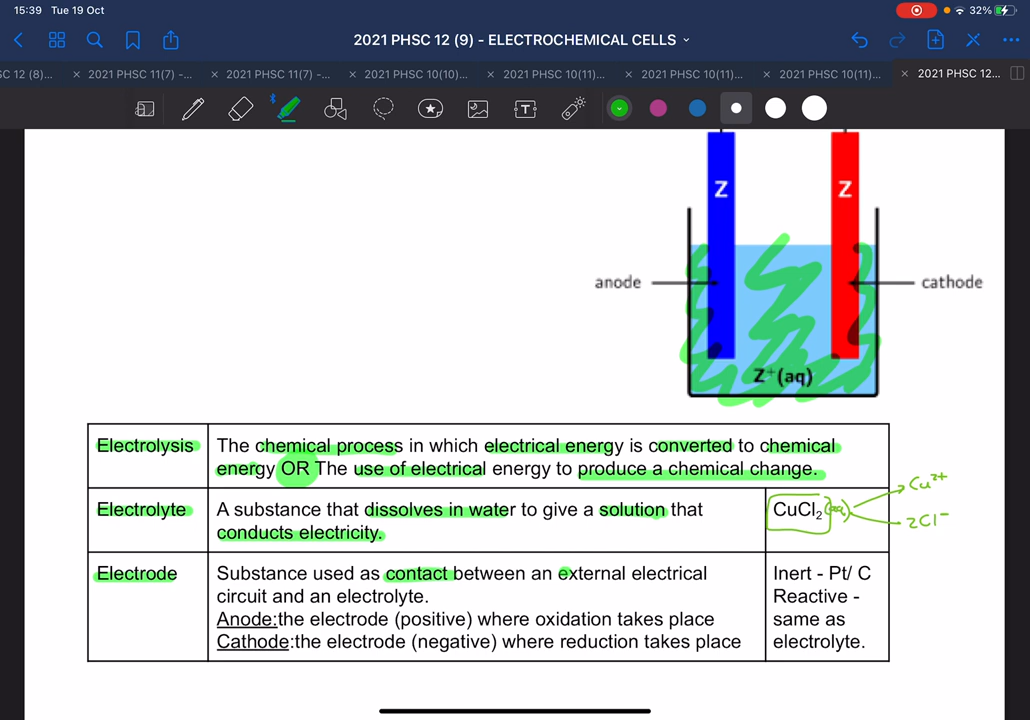 15:39 Tue 19 Oct
32%
2021 PHSC 12 (9) - ELECTROCHEMICAL CELLS
SC 12 (8)...
2021 PHSC 11(7) -...
2021 PHSC 11(7) -...
2021 PHSC 10(10)...
2021 PHSC 10(11)...
2021 PHSC 10(11)...
2021 PHSC 10(11)...
2021 PHSC 12...
Z Z
anode cathode
Z⁺(aq)
Electrolysis
The chemical process in which electrical energy is converted to chemical
energy OR The use of electrical energy to produce a chemical change.
Electrolyte
A substance that dissolves in water to give a solution that
conducts electricity.
CuCl₂ (aq)
Cu²⁺
2Cl⁻
Electrode
Substance used as contact between an external electrical
circuit and an electrolyte.
Anode:the electrode (positive) where oxidation takes place
Cathode:the electrode (negative) where reduction takes place
Inert - Pt/ C
Reactive -
same as
electrolyte.